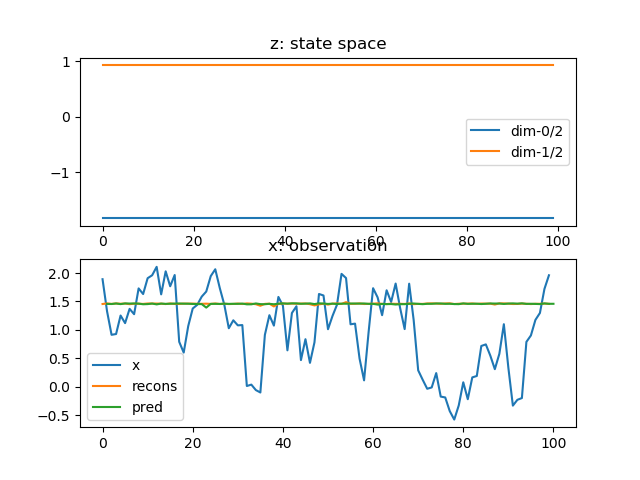 z: state space
1
0
−1
dim-0/2
dim-1/2
0 20 40 60 80 100
x: observation
2.0
1.5
1.0
0.5
0.0
−0.5
x
recons
pred
0 20 40 60 80 100